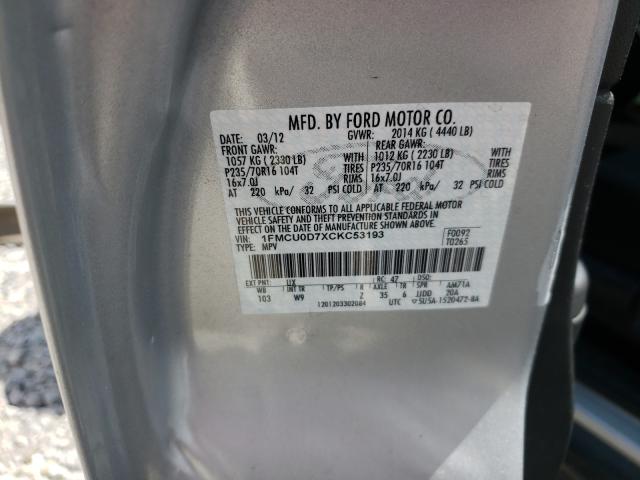 MFD. BY FORD MOTOR CO.
DATE: 03/12 GVWR: 2014 KG ( 4440 LB)
FRONT GAWR: REAR GAWR:
1057 KG ( 2330 LB) WITH 1012 KG ( 2230 LB) WITH
P235/70R16 104T TIRES P235/70R16 104T TIRES
16x7.0J RIMS 16x7.0J RIMS
AT 220 kPa/ 32 PSI COLD AT 220 kPa/ 32 PSI COLD
THIS VEHICLE CONFORMS TO ALL APPLICABLE FEDERAL MOTOR
VEHICLE SAFETY AND THEFT PREVENTION STANDARDS IN
EFFECT ON THE DATE OF MANUFACTURE SHOWN ABOVE.
VIN: 1FMCU0D7XCKC53193 F0092
TYPE: MPV T0265
EXT PNT: UX RC: 47 DSO:
WB INT TR TP/PS R AXLE TR SPR AM71A
103 W9 2 35 6 JJDD 20A
1201203302084 UTC 5U5A-1520472-BA